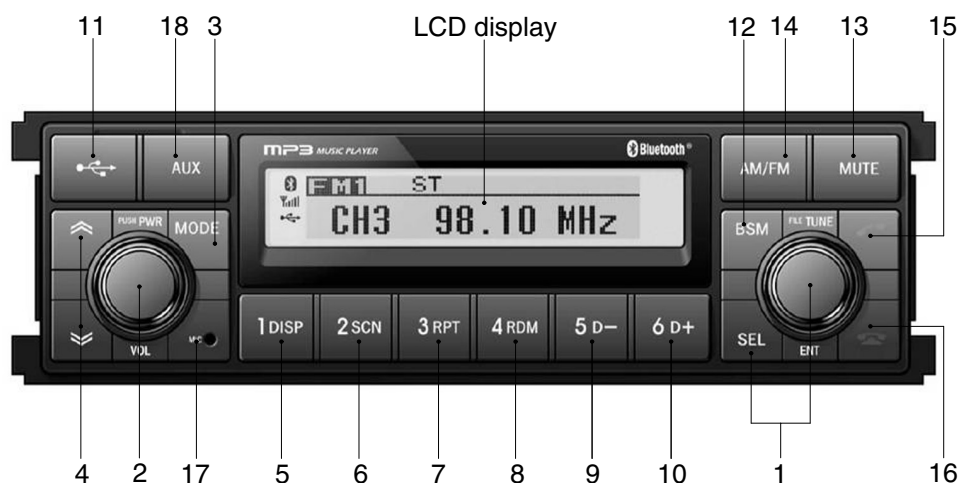 11 18 3 LCD display 12 14 13 15
AUX
MP3 MUSIC PLAYER
Bluetooth®
AM/FM
MUTE
FM1 ST
CH3 98.10 MHz
PUSH PWR
MODE
BSM
FILE TUNE
1 DISP
2 SCN
3 RPT
4 RDM
5 D−
6 D+
VOL
SEL
ENT
4 2 17 5 6 7 8 9 10 1 16